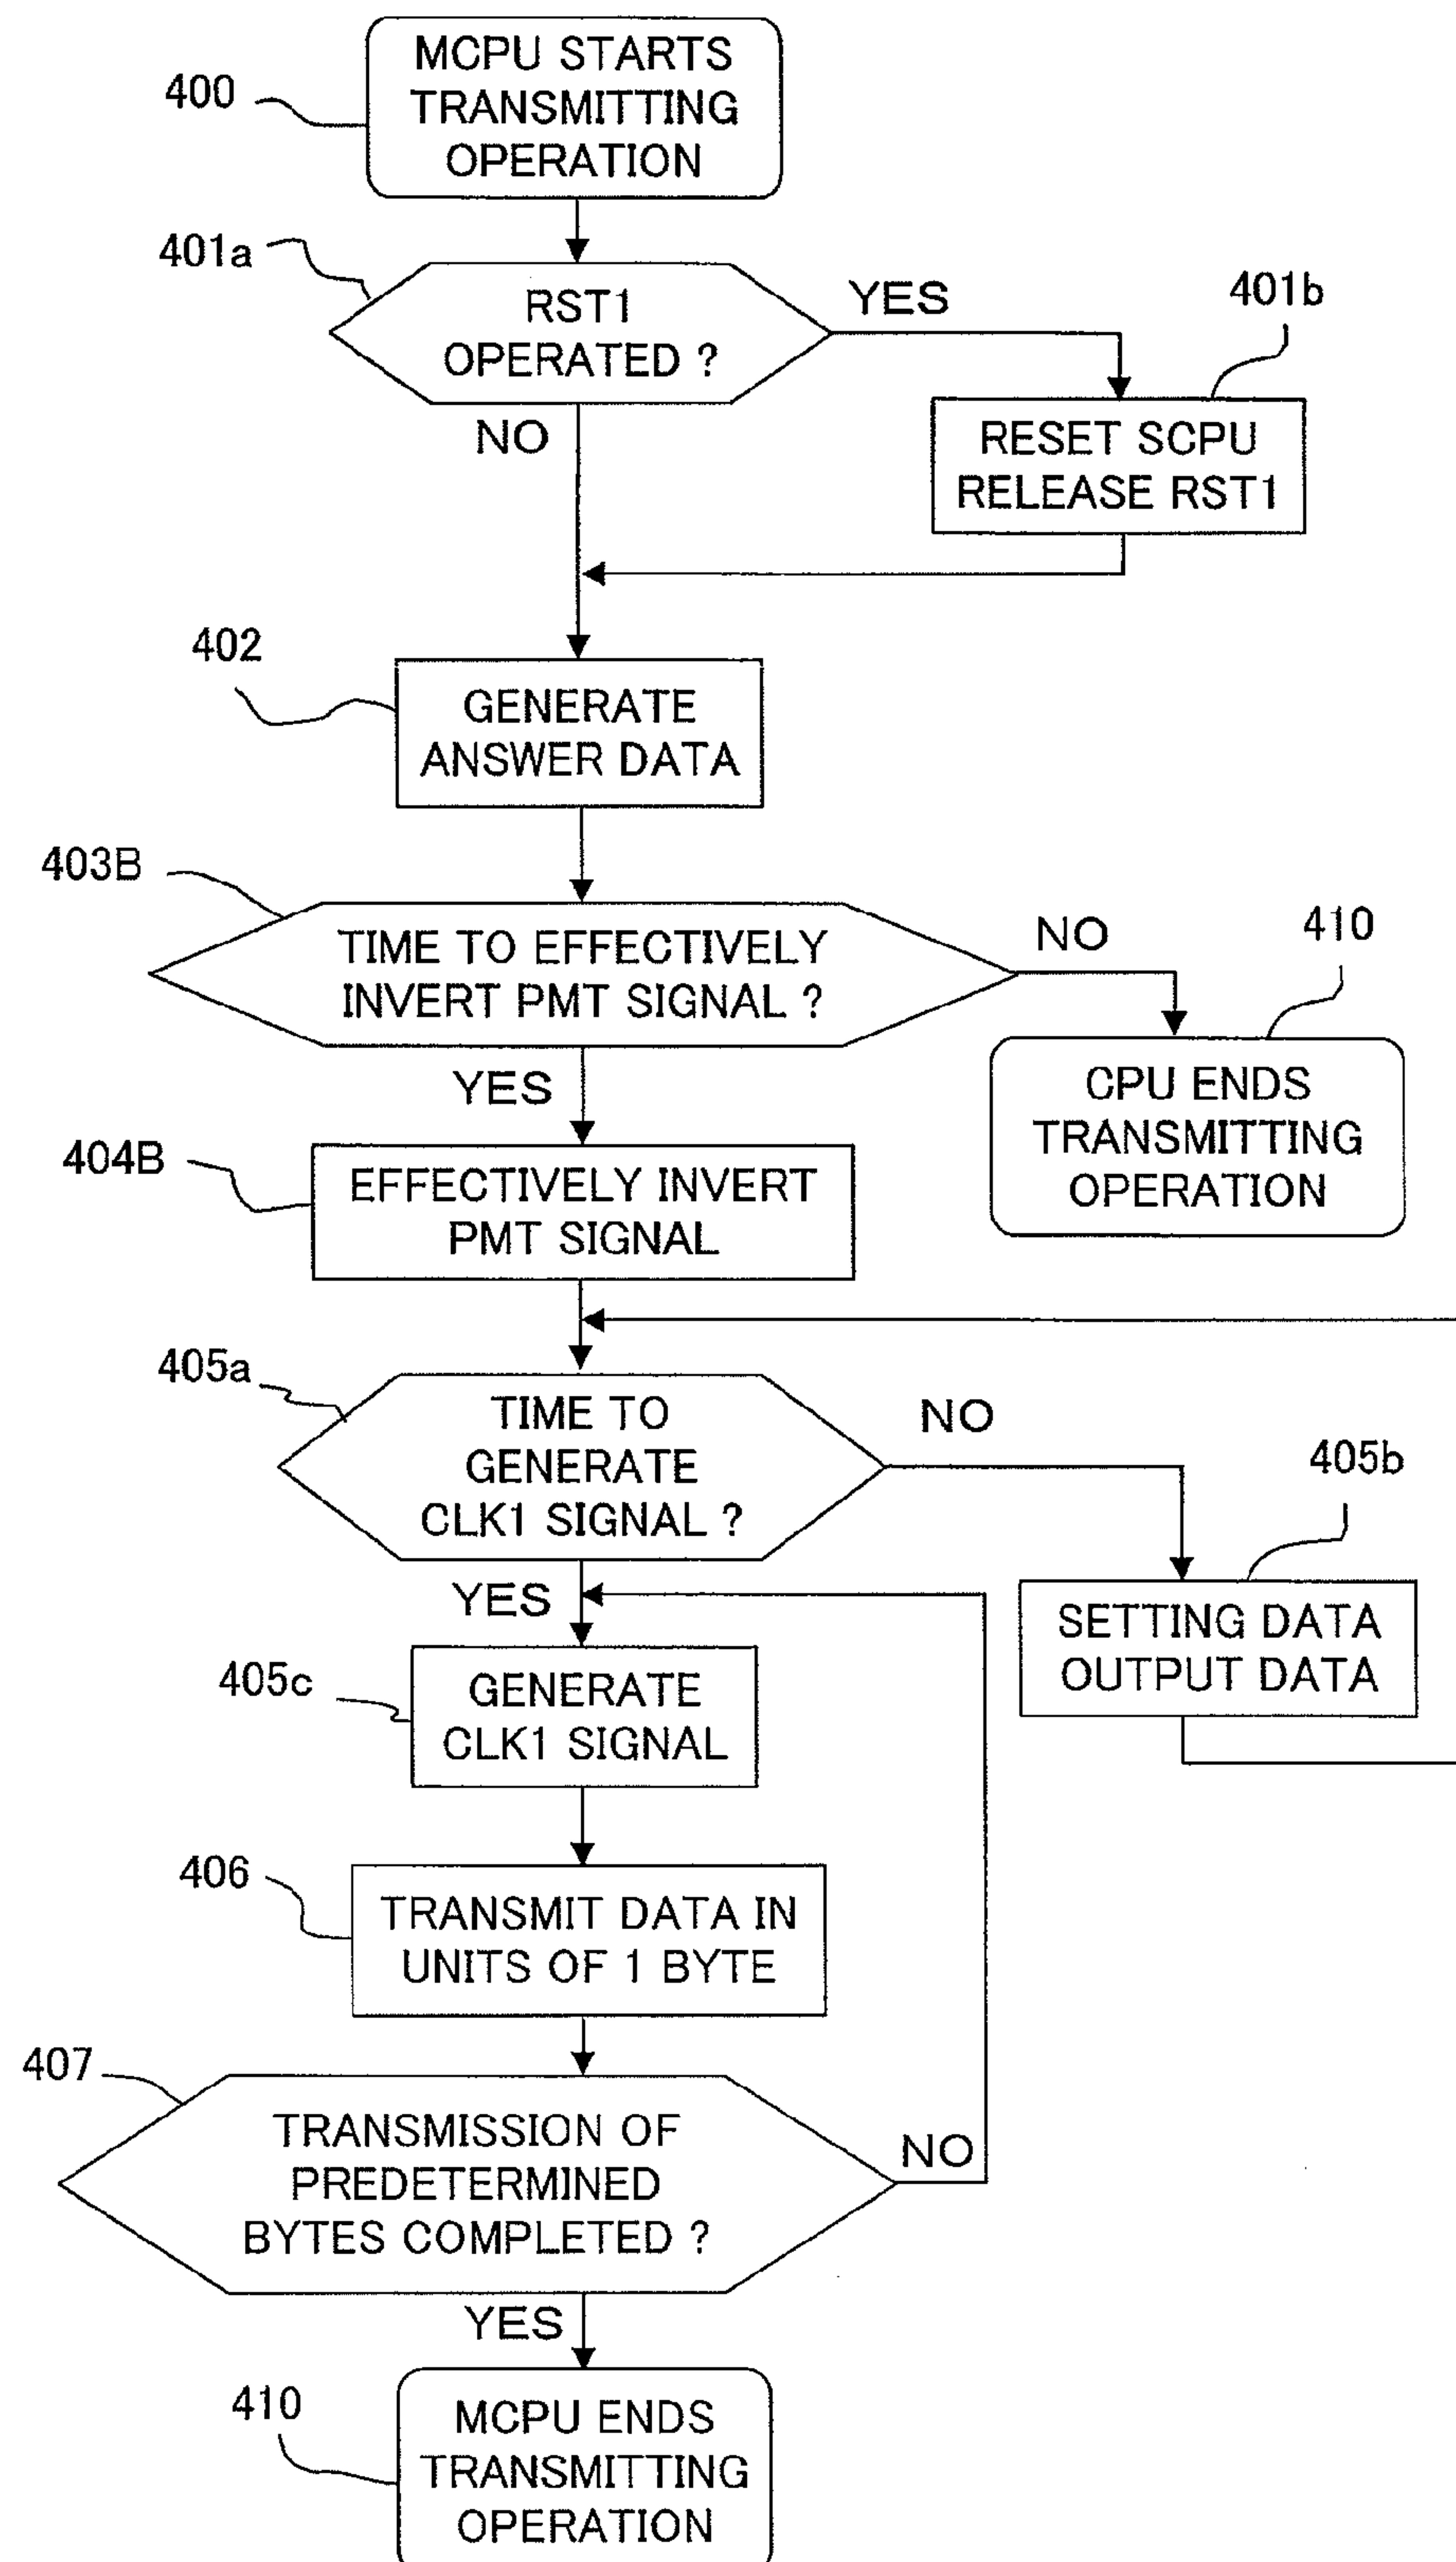 400
MCPU STARTS
TRANSMITTING
OPERATION
401a
RST1
OPERATED ?
YES
NO
401b
RESET SCPU
RELEASE RST1
402
GENERATE
ANSWER DATA
403B
TIME TO EFFECTIVELY
INVERT PMT SIGNAL ?
NO
YES
410
CPU ENDS
TRANSMITTING
OPERATION
404B
EFFECTIVELY INVERT
PMT SIGNAL
405a
TIME TO
GENERATE
CLK1 SIGNAL ?
NO
YES
405b
SETTING DATA
OUTPUT DATA
405c
GENERATE
CLK1 SIGNAL
406
TRANSMIT DATA IN
UNITS OF 1 BYTE
407
TRANSMISSION OF
PREDETERMINED
BYTES COMPLETED ?
NO
YES
410
MCPU ENDS
TRANSMITTING
OPERATION